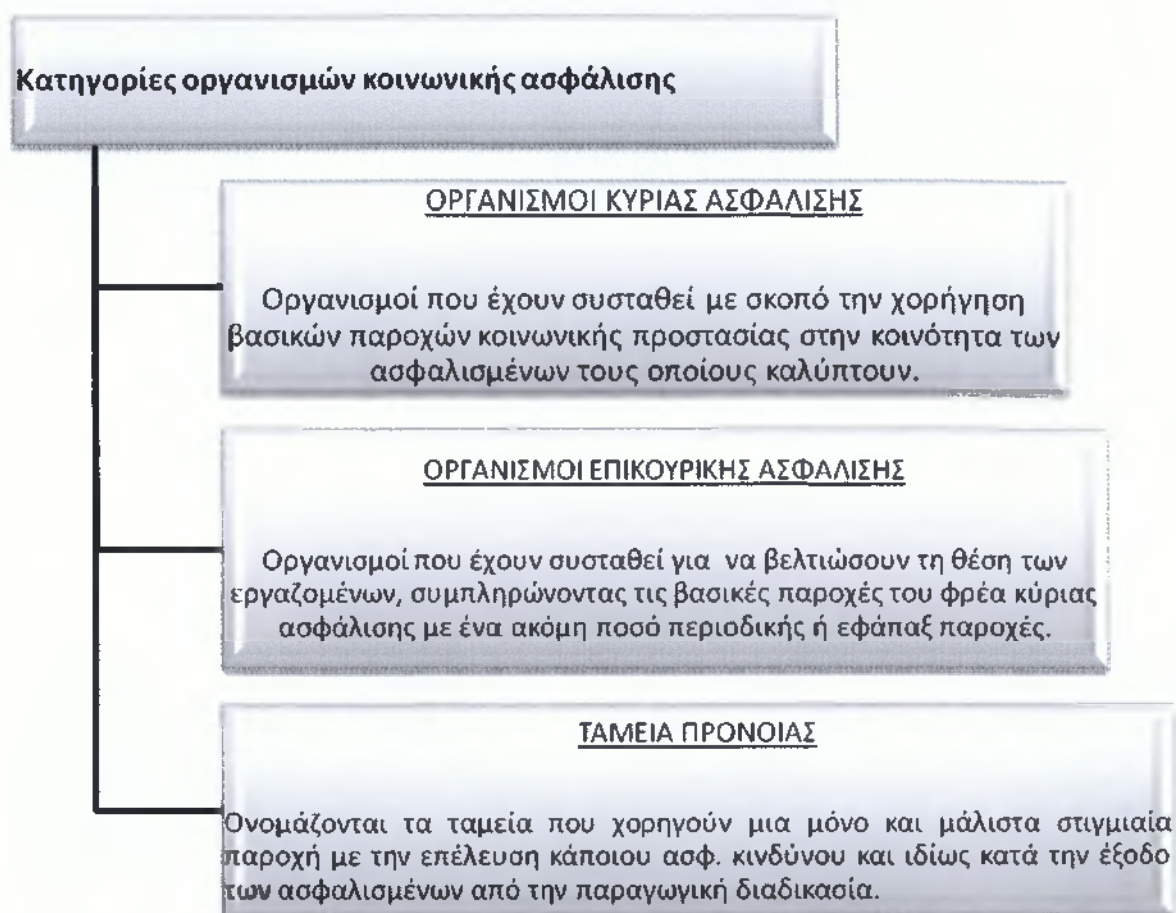 Κατηγορίες οργανισμών κοινωνικής ασφάλισης
ΟΡΓΑΝΙΣΜΟΙ ΚΥΡΙΑΣ ΑΣΦΑΛΙΣΗΣ
Οργανισμοί που έχουν συσταθεί με σκοπό την χορήγηση
βασικών παροχών κοινωνικής προστασίας στην κοινότητα των
ασφαλισμένων τους οποίους καλύπτουν.
ΟΡΓΑΝΙΣΜΟΙ ΕΠΙΚΟΥΡΙΚΗΣ ΑΣΦΑΛΙΣΗΣ
Οργανισμοί που έχουν συσταθεί για να βελτιώσουν τη θέση των
εργαζομένων, συμπληρώνοντας τις βασικές παροχές του φρέα κύριας
ασφάλισης με ένα ακόμη ποσό περιοδικής ή εφάπαξ παροχές.
ΤΑΜΕΙΑ ΠΡΟΝΟΙΑΣ
Ονομάζονται τα ταμεία που χορηγούν μια μόνο και μάλιστα στιγμιαία
παροχή με την επέλευση κάποιου ασφ. κινδύνου και ιδίως κατά την έξοδο
των ασφαλισμένων από την παραγωγική διαδικασία.